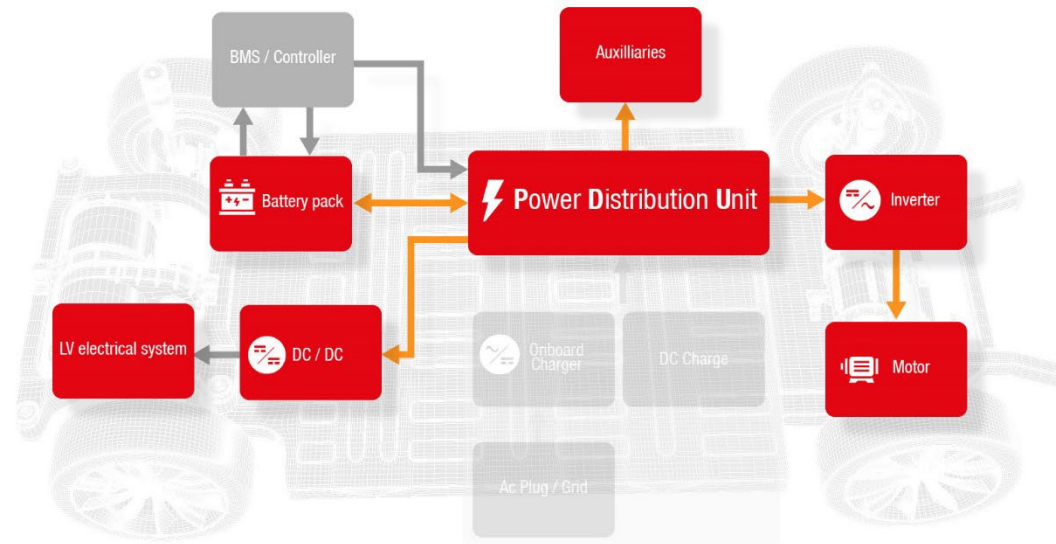 BMS / Controller
Auxilliaries
Battery pack
Power Distribution Unit
Inverter
LV electrical system
DC / DC
Onboard
Charger
DC Charge
Motor
Ac Plug / Grid